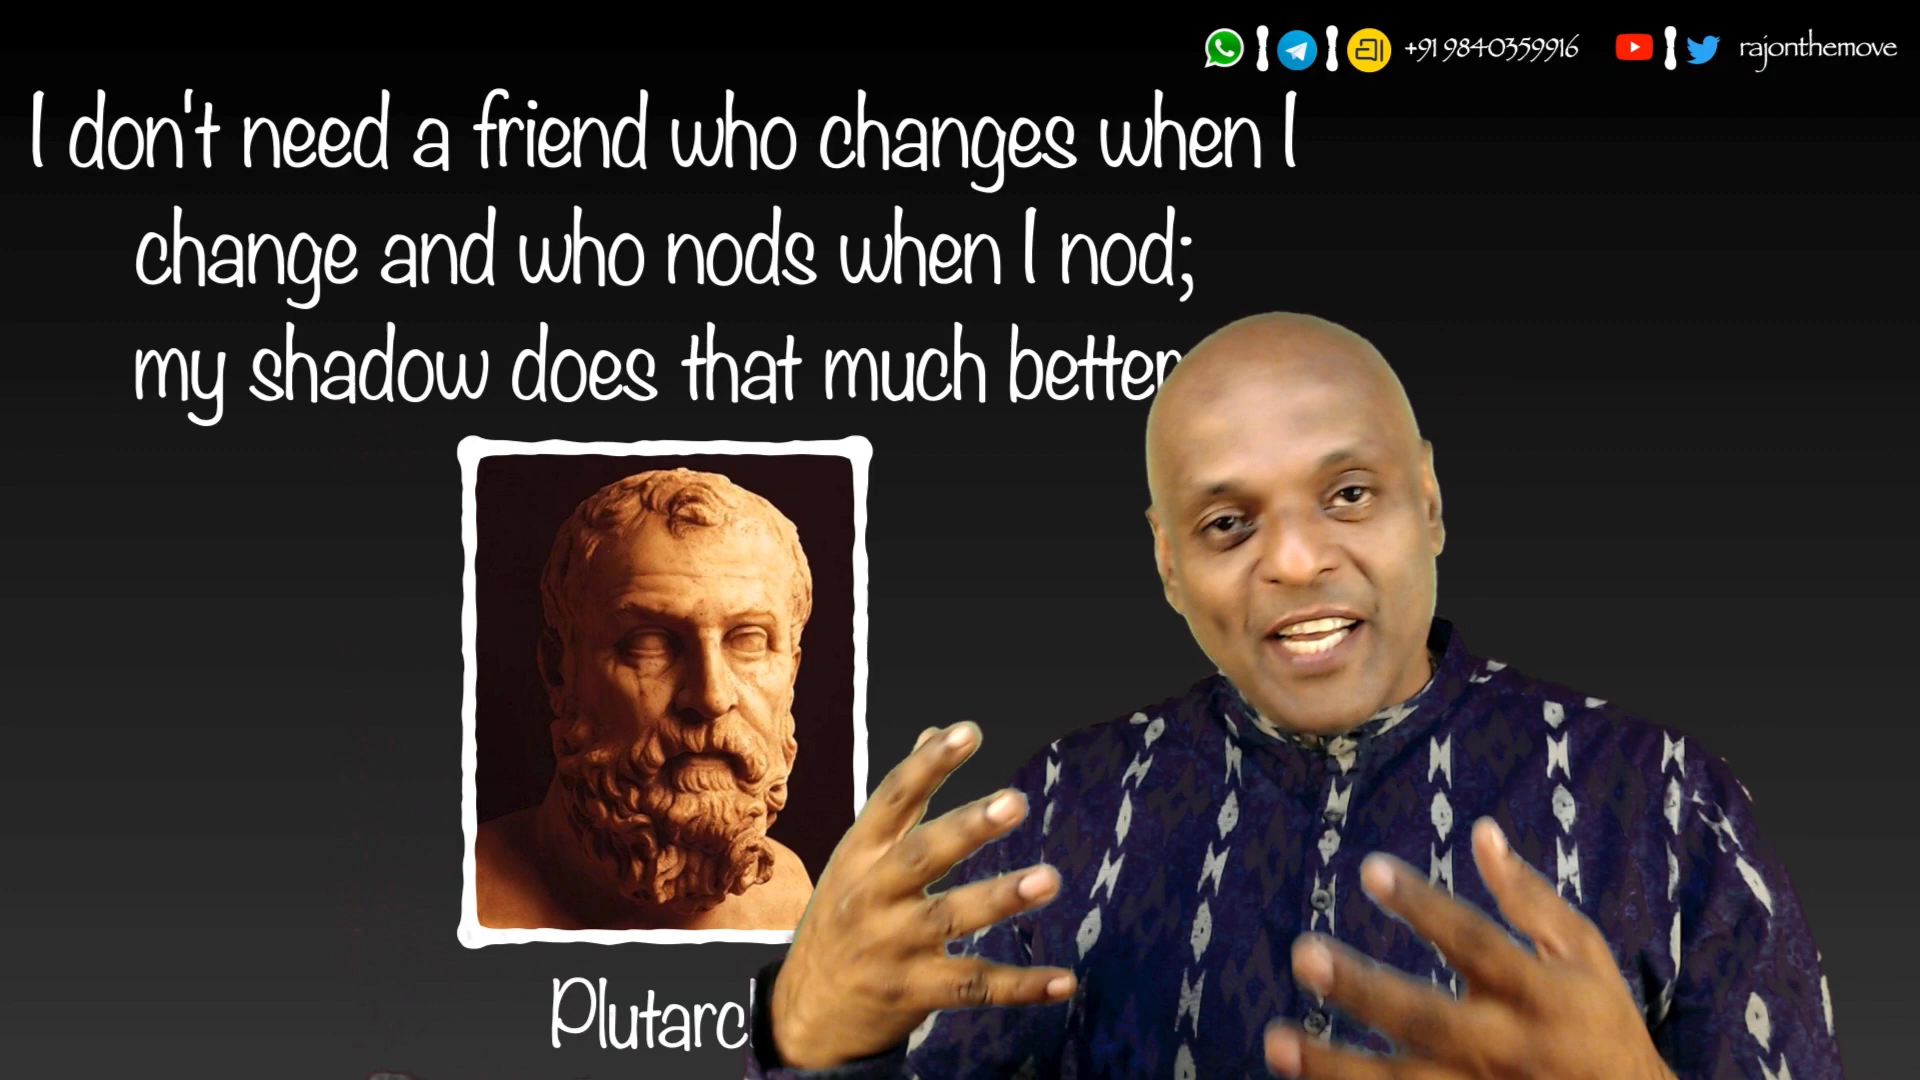 +91 9840359916 rajonthemove
I don't need a friend who changes when I
change and who nods when I nod;
my shadow does that much better
Plutarch